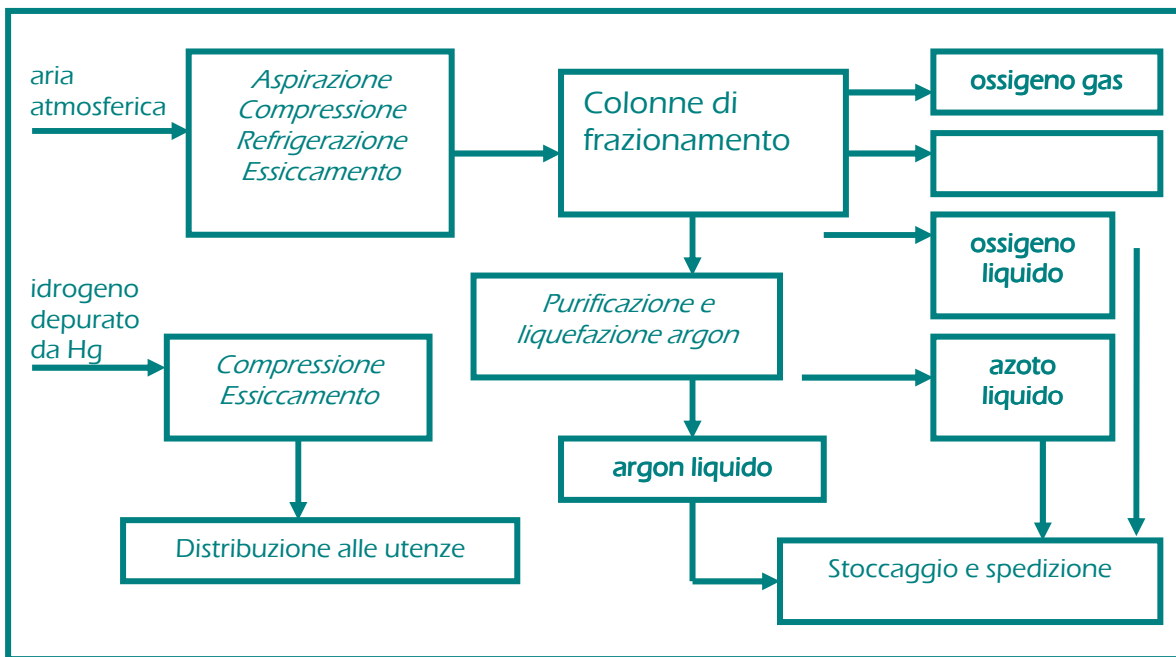 aria
atmosferica
Aspirazione
Compressione
Refrigerazione
Essiccamento
Colonne di
frazionamento
ossigeno gas
ossigeno
liquido
idrogeno
depurato
da Hg
Purificazione e
liquefazione argon
Compressione
Essiccamento
azoto
liquido
argon liquido
Distribuzione alle utenze
Stoccaggio e spedizione